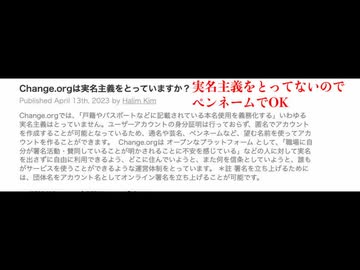 Change.orgは実名主義をとっていますか？実名主義をとってないので
ペンネームでOK
Published April 13th, 2023 by Halim Kim
Change.orgでは、「戸籍やパスポートなどに記載されている本名使用を義務化する」いわゆる
実名主義はとっていません。ユーザーアカウントの身分証明は行っておらず、匿名でアカウント
を作成することが可能となっているため、通名や芸名、ペンネームなど、望む名前を使ってアカ
ウントを作ることができます。 Change.orgは オープンなプラットフォーム として、「職場に自
分が署名活動・賛同していることが明かされることに不安を感じている」などの人に対して実名
を出さずに自由に利用できるよう、どこに住んでいようと、また何を信条としていようと、誰も
がサービスを使うことができるような運営体制をとっています。 ＊註 署名を立ち上げるために
は、団体名をアカウント名としてオンライン署名を立ち上げることが可能です。